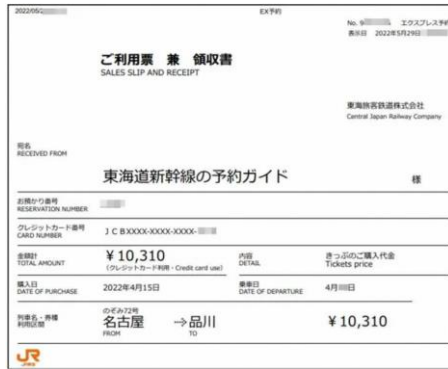 2022/05/
EX予約
No. 9 エクスプレス予約
表示日 2022年5月29日
ご利用票 兼 領収書
SALES SLIP AND RECEIPT
東海旅客鉄道株式会社
Central Japan Railway Company
宛名
RECEIVED FROM
東海道新幹線の予約ガイド 様
お預かり番号
RESERVATION NUMBER
クレジットカード番号
CARD NUMBER
JCBXXXX-XXXX-XXXX-
金額計
TOTAL AMOUNT
¥10,310
(クレジットカード利用・Credit card use)
内容
DETAIL
きっぷのご購入代金
Tickets price
購入日
DATE OF PURCHASE
2022年4月15日
乗車日
DATE OF DEPARTURE
4月 日
列車名・券種
利用区間
のぞみ72号
名古屋 →品川
FROM TO
¥10,310
JR